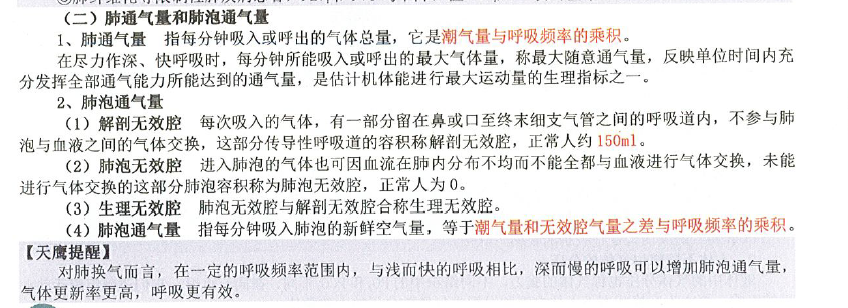 （二）肺通气量和肺泡通气量
1、肺通气量 指每分钟吸入或呼出的气体总量，它是潮气量与呼吸频率的乘积。
在尽力作深、快呼吸时，每分钟所能吸入或呼出的最大气体量，称最大随意通气量，反映单位时间内充
分发挥全部通气能力所能达到的通气量，是估计机体能进行最大运动量的生理指标之一。
2、肺泡通气量
（1）解剖无效腔 每次吸入的气体，有一部分留在鼻或口至终末细支气管之间的呼吸道内，不参与肺
泡与血液之间的气体交换，这部分传导性呼吸道的容积称解剖无效腔，正常人约 150ml。
（2）肺泡无效腔 进入肺泡的气体也可因血流在肺内分布不均而不能全都与血液进行气体交换，未能
进行气体交换的这部分肺泡容积称为肺泡无效腔，正常人为 0。
（3）生理无效腔 肺泡无效腔与解剖无效腔合称生理无效腔。
（4）肺泡通气量 指每分钟吸入肺泡的新鲜空气量，等于潮气量和无效腔气量之差与呼吸频率的乘积。
【天鹰提醒】
对肺换气而言，在一定的呼吸频率范围内，与浅而快的呼吸相比，深而慢的呼吸可以增加肺泡通气量，
气体更新率更高，呼吸更有效。